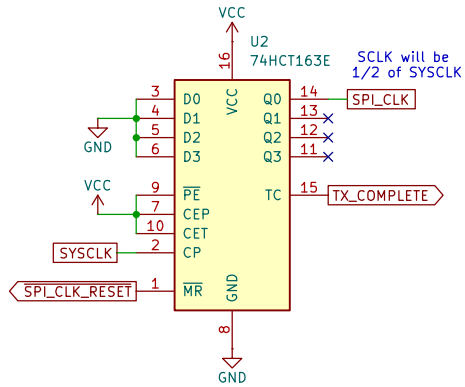 VCC
U2
74HCT163E
SCLK will be
1/2 of SYSCLK
16
VCC
3 D0 Q0 14 SPI_CLK
4 D1 Q1 13
GND
5 D2 Q2 12
6 D3 Q3 11
VCC
9 PE TC 15 TX_COMPLETE
7 CEP
10 CET
SYSCLK 2 CP
SPI_CLK_RESET 1 MR
GND
8
GND